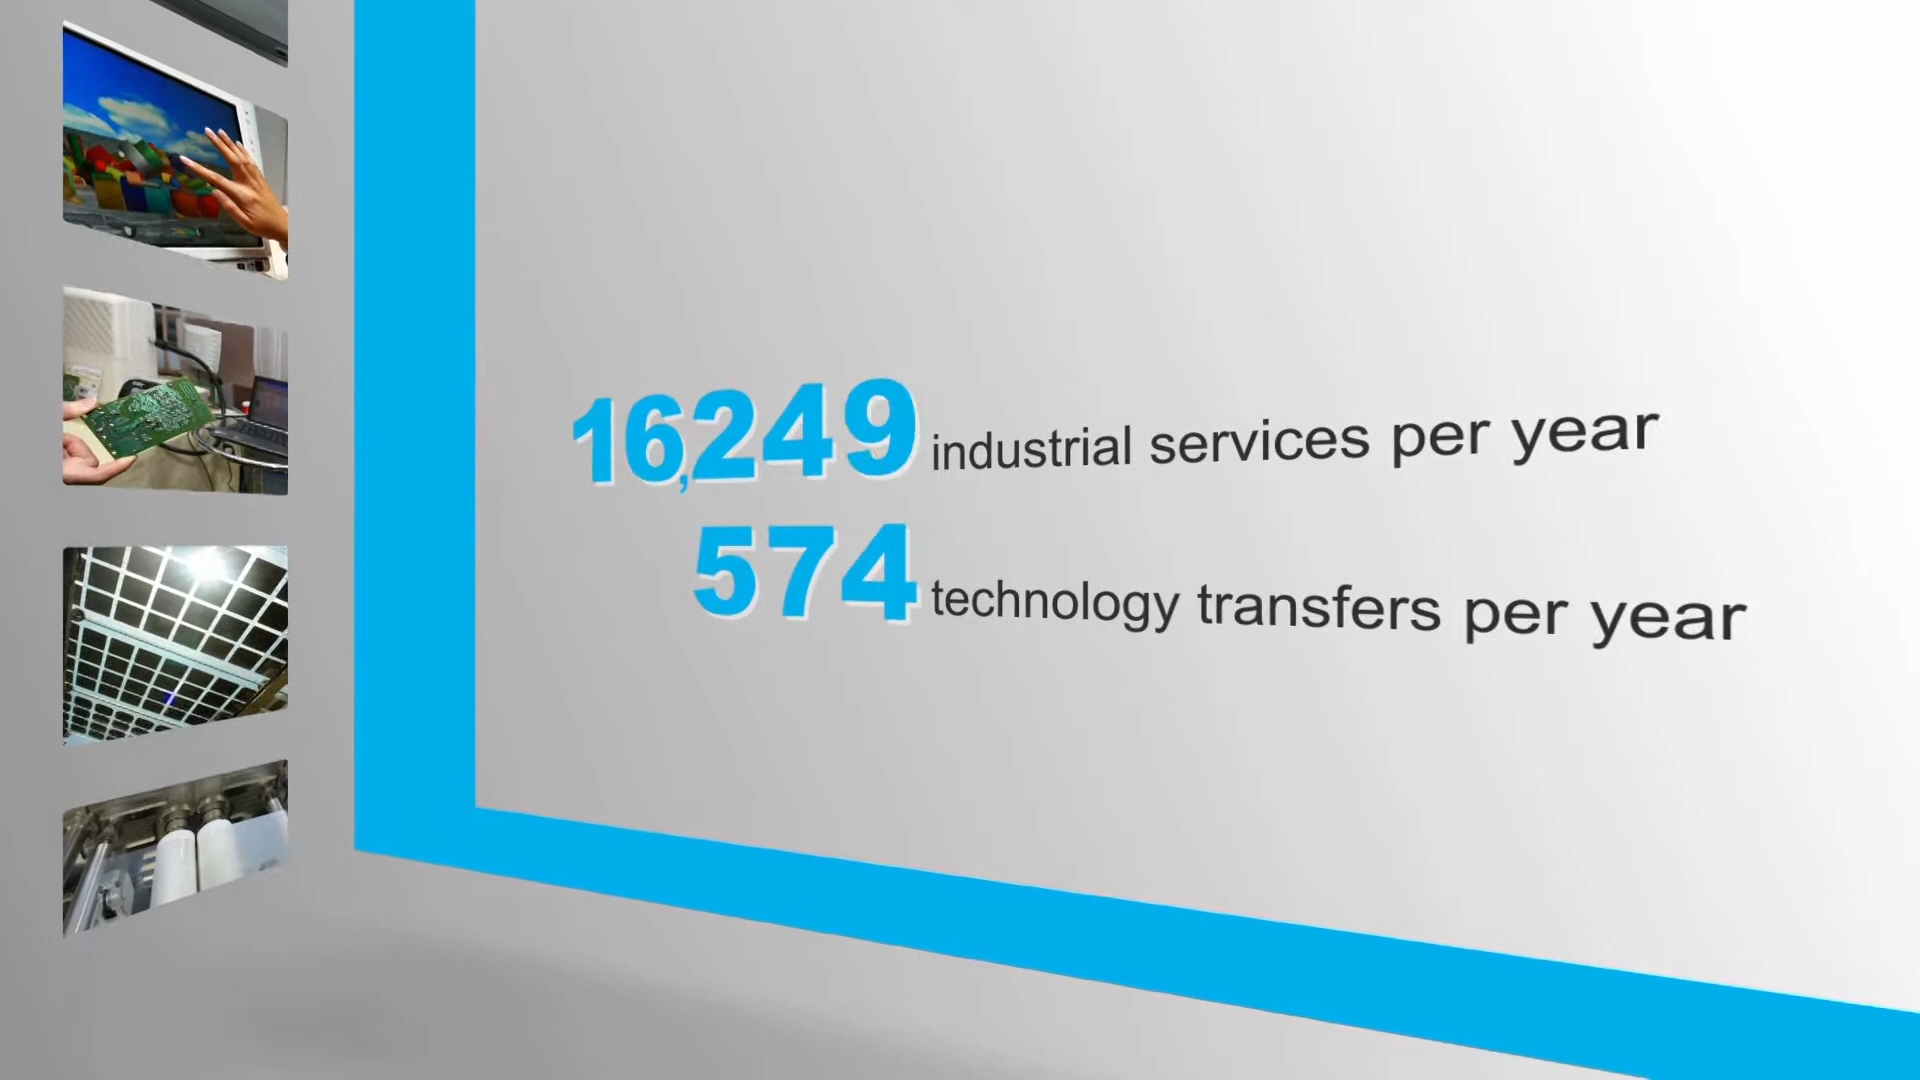 16,249 industrial services per year
574 technology transfers per year